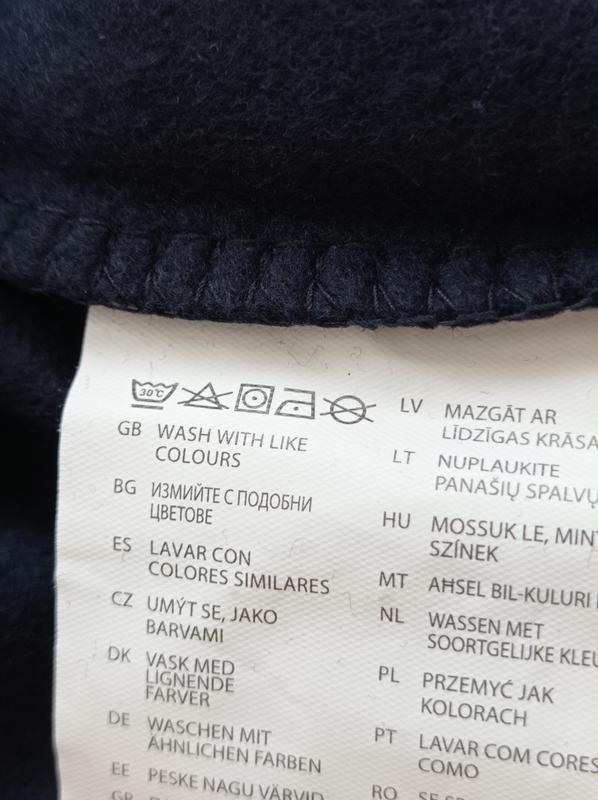 30°C
GB WASH WITH LIKE
COLOURS
BG ИЗМИЙТЕ С ПОДОБНИ
ЦВЕТОВЕ
ES LAVAR CON
COLORES SIMILARES
CZ UMÝT SE, JAKO
BARVAMI
DK VASK MED
LIGNENDE
FARVER
DE WASCHEN MIT
ÄHNLICHEN FARBEN
EE PESKE NAGU VÄRVID
GR
LV MAZGĀT AR
LĪDZĪGAS KRĀSA
LT NUPLAUKITE
PANAŠIŲ SPALVŲ
HU MOSSUK LE, MINT
SZÍNEK
MT AĦSEL BIL-KULURI
NL WASSEN MET
SOORTGELIJKE KLEU
PL PRZEMYĆ JAK
KOLORACH
PT LAVAR COM CORES
COMO
RO